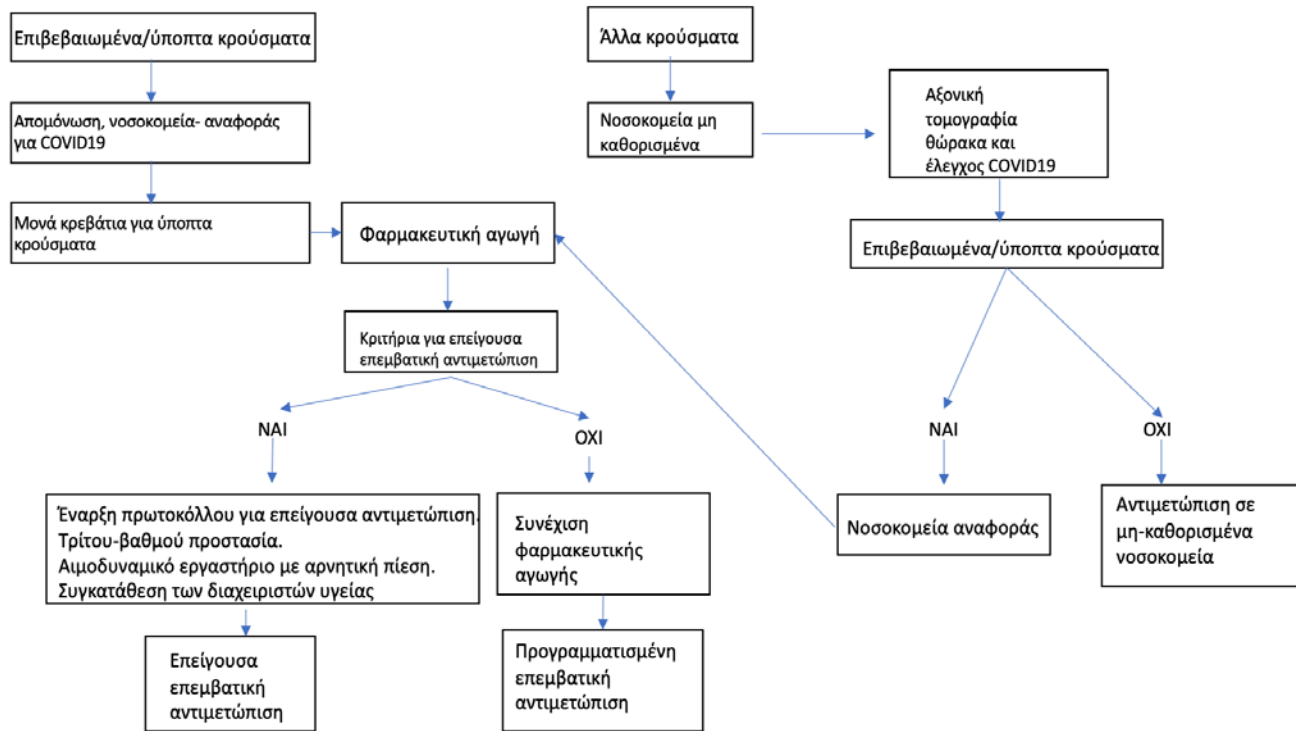 Επιβεβαιωμένα/ύποπτα κρούσματα
Απομόνωση, νοσοκομεία- αναφοράς
για COVID19
Μονά κρεβάτια για ύποπτα
κρούσματα
Φαρμακευτική αγωγή
Κριτήρια για επείγουσα
επεμβατική αντιμετώπιση
ΝΑΙ
ΟΧΙ
Έναρξη πρωτοκόλλου για επείγουσα αντιμετώπιση.
Τρίτου-βαθμού προστασία.
Αιμοδυναμικό εργαστήριο με αρνητική πίεση.
Συγκατάθεση των διαχειριστών υγείας
Επείγουσα
επεμβατική
αντιμετώπιση
Συνέχιση
φαρμακευτικής
αγωγής
Προγραμματισμένη
επεμβατική
αντιμετώπιση
Άλλα κρούσματα
Νοσοκομεία μη
καθορισμένα
Αξονική
τομογραφία
θώρακα και
έλεγχος COVID19
Επιβεβαιωμένα/ύποπτα κρούσματα
ΝΑΙ
ΟΧΙ
Νοσοκομεία αναφοράς
Αντιμετώπιση σε
μη-καθορισμένα
νοσοκομεία